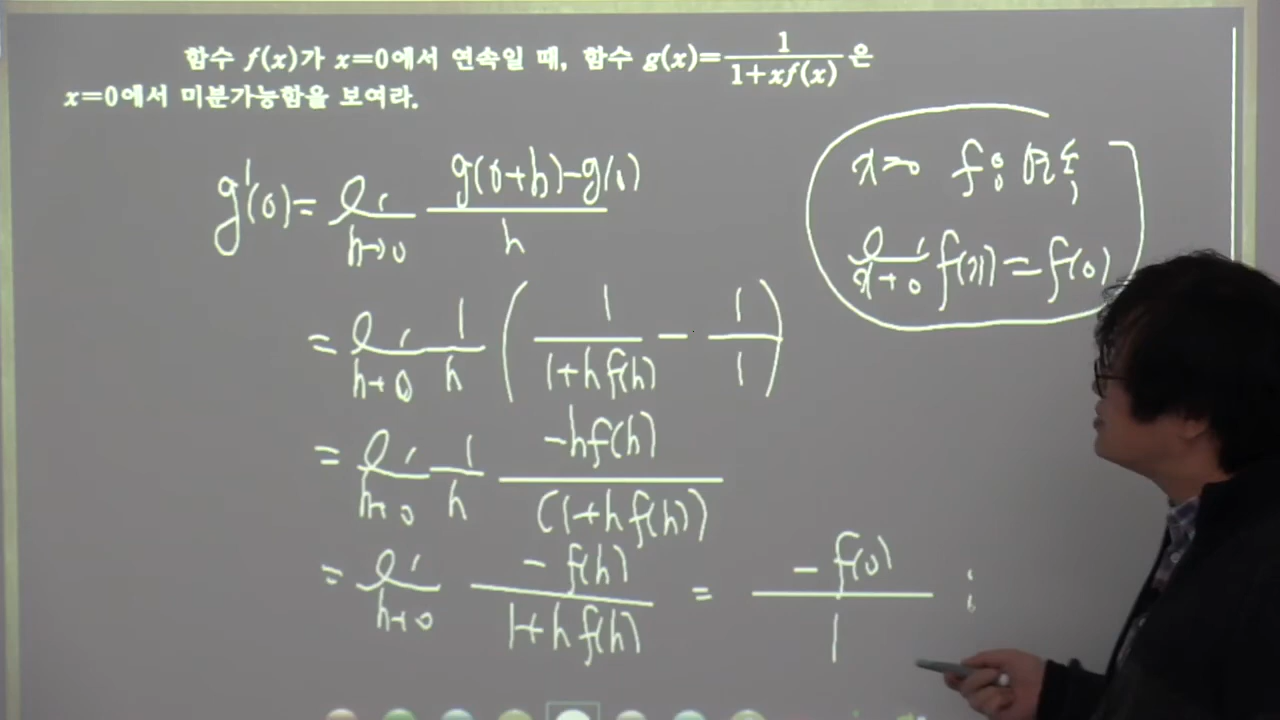 함수 f(x)가 x=0에서 연속일 때, 함수 g(x)=1/(1+xf(x))은
x=0에서 미분가능함을 보여라.
g'(0)= lim_{h→0} (g(0+h)-g(0))/h
= lim_{h→0} 1/h (1/(1+hf(h)) - 1/1)
= lim_{h→0} 1/h · -hf(h)/(1+hf(h))
= lim_{h→0} -f(h)/(1+hf(h)) = -f(0)/1
x=0 f:
lim_{x→0} f(x)=f(0)